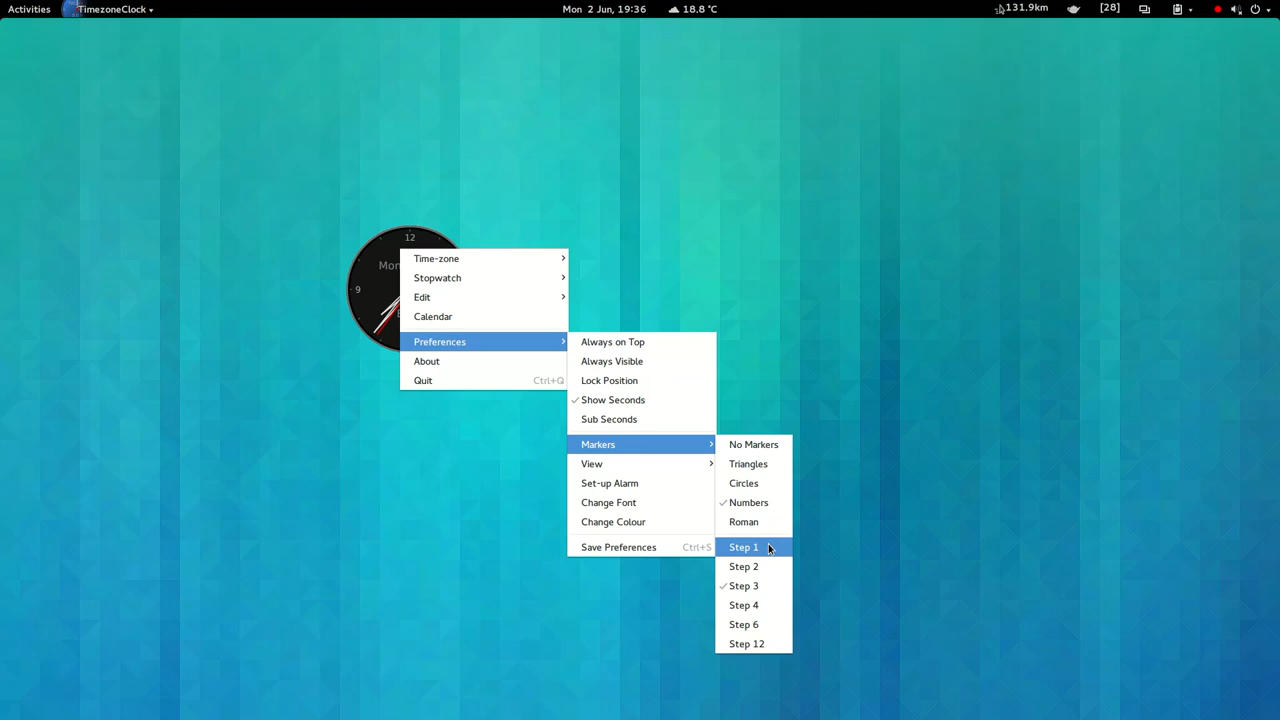 Activities
TimezoneClock
Mon 2 Jun, 19:36
18.8 °C
131.9km
[28]
12
Mon
9
Time-zone
Stopwatch
Edit
Calendar
Preferences
About
Quit Ctrl+Q
Always on Top
Always Visible
Lock Position
✓ Show Seconds
Sub Seconds
Markers
View
Set-up Alarm
Change Font
Change Colour
Save Preferences Ctrl+S
No Markers
Triangles
Circles
✓ Numbers
Roman
Step 1
Step 2
✓ Step 3
Step 4
Step 6
Step 12